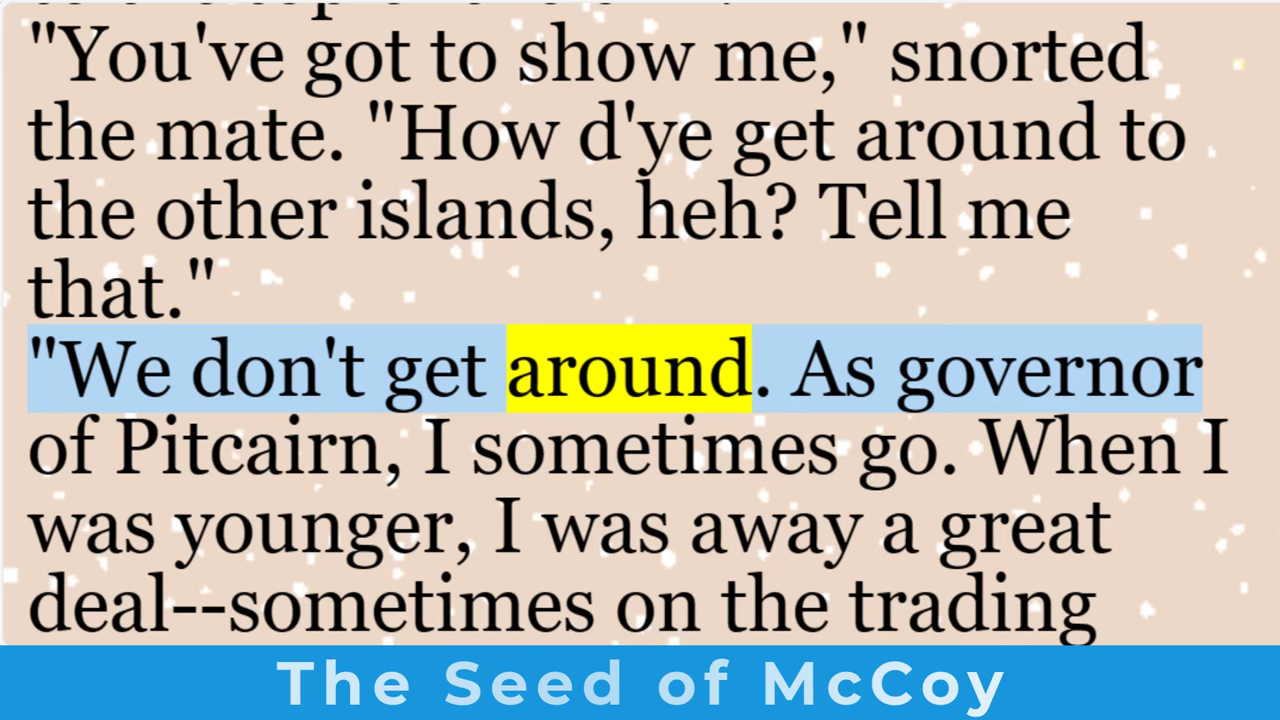 "You've got to show me," snorted
the mate. "How d'ye get around to
the other islands, heh? Tell me
that."
"We don't get around. As governor
of Pitcairn, I sometimes go. When I
was younger, I was away a great
deal--sometimes on the trading
The Seed of McCoy